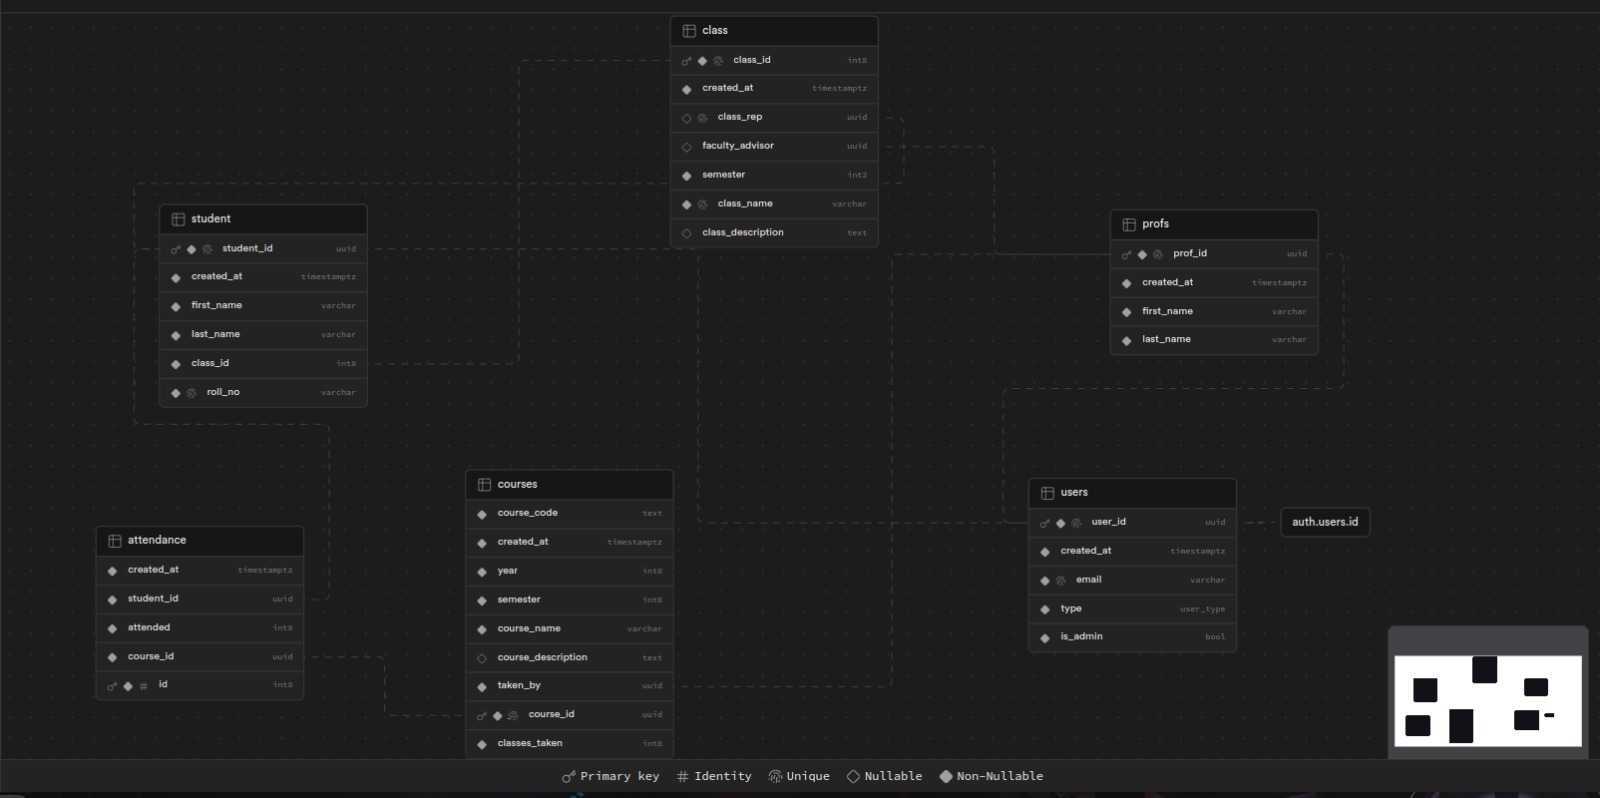 class
class_id int8
created_at timestamptz
class_rep uuid
faculty_advisor uuid
semester int2
class_name varchar
class_description text
student
student_id uuid
created_at timestamptz
first_name varchar
last_name varchar
class_id int8
roll_no varchar
profs
prof_id uuid
created_at timestamptz
first_name varchar
last_name varchar
courses
course_code text
created_at timestamptz
year int8
semester int8
course_name varchar
course_description text
taken_by uuid
course_id uuid
classes_taken int8
users
user_id uuid
created_at timestamptz
email varchar
type user_type
is_admin bool
auth.users.id
attendance
created_at timestamptz
student_id uuid
attended int8
course_id uuid
# id int8
Primary key # Identity Unique Nullable Non-Nullable